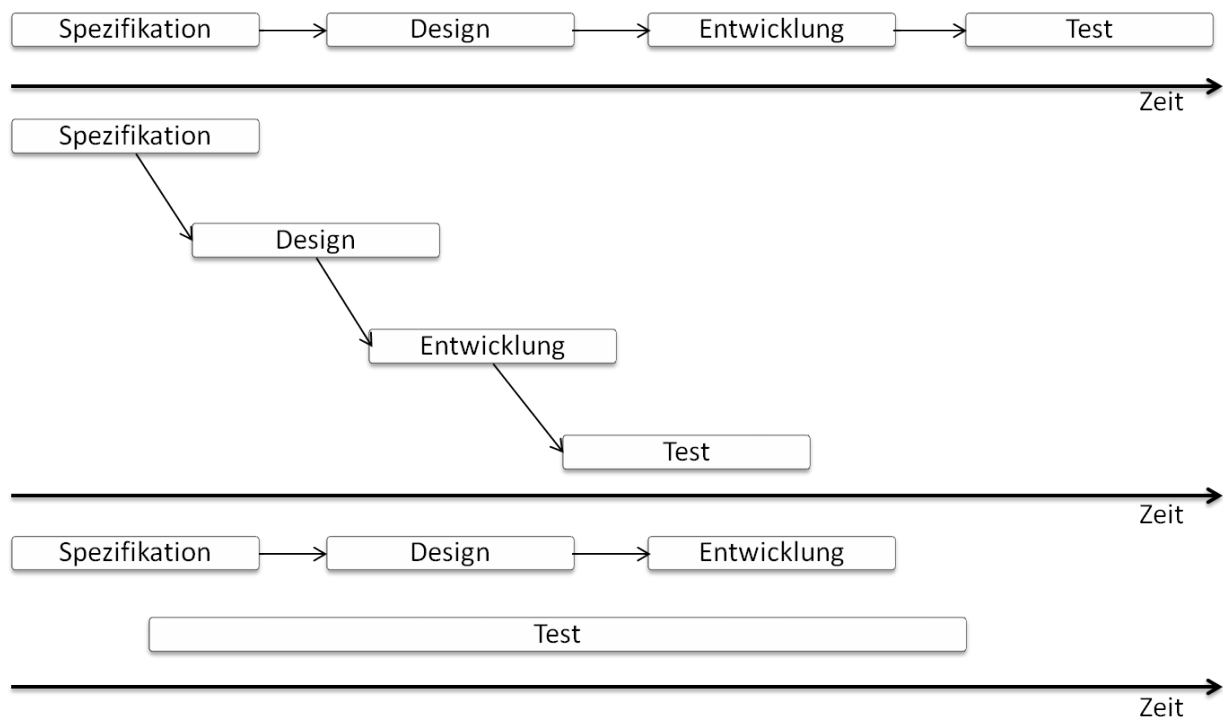 Spezifikation Design Entwicklung Test
Zeit
Spezifikation
Design
Entwicklung
Test
Zeit
Spezifikation Design Entwicklung
Test
Zeit